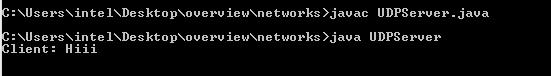 C:\Users\intel\Desktop\overview\networks>javac UDPServer.java
C:\Users\intel\Desktop\overview\networks>java UDPServer
Client: Hiii